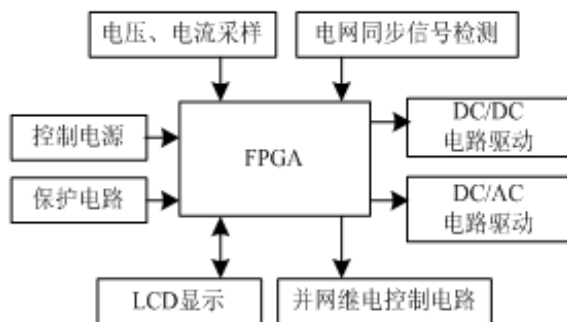 电压、电流采样
电网同步信号检测
控制电源
保护电路
FPGA
DC/DC
电路驱动
DC/AC
电路驱动
LCD显示
并网继电控制电路